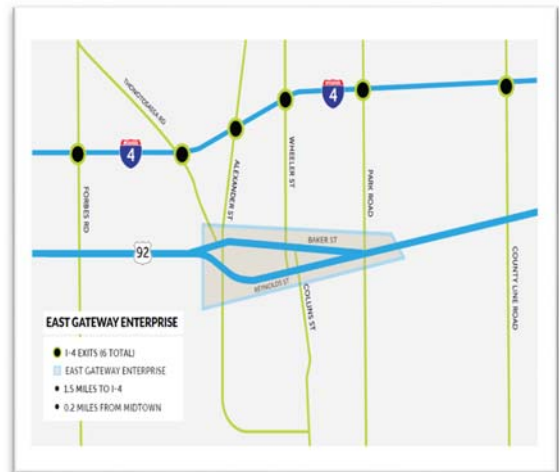 THONOTOSASSA RD
4
4
FORBES RD
ALEXANDER ST
WHEELER ST
PARK ROAD
COUNTY LINE ROAD
92
BAKER ST
REYNOLDS ST
COLLINS ST
EAST GATEWAY ENTERPRISE
I-4 EXITS (6 TOTAL)
EAST GATEWAY ENTERPRISE
1.5 MILES TO I-4
0.2 MILES FROM MIDTOWN